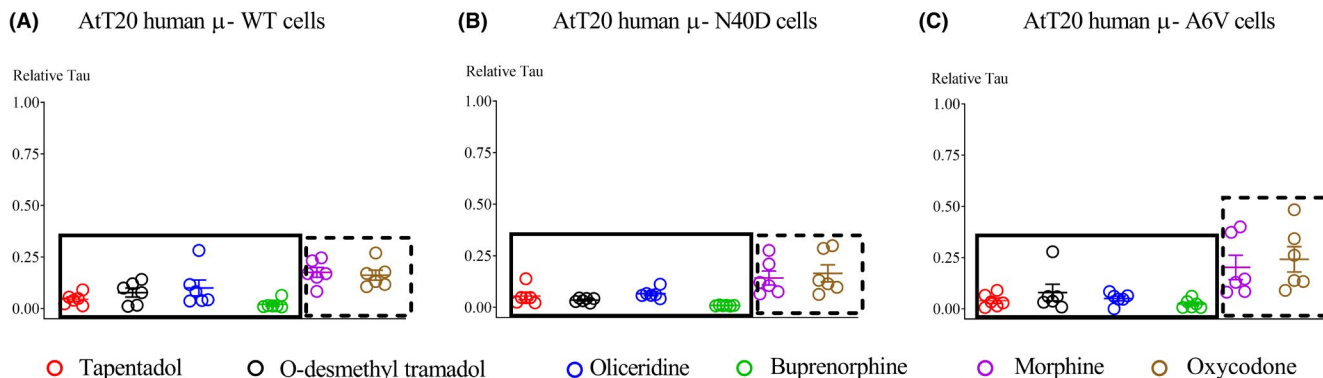 (A) AtT20 human μ- WT cells
Relative Tau
1.00
0.75
0.50
0.25
0.00
(B) AtT20 human μ- N40D cells
Relative Tau
1.00
0.75
0.50
0.25
0.00
(C) AtT20 human μ- A6V cells
Relative Tau
1.00
0.75
0.50
0.25
0.00
Tapentadol O-desmethyl tramadol Oliceridine Buprenorphine Morphine Oxycodone